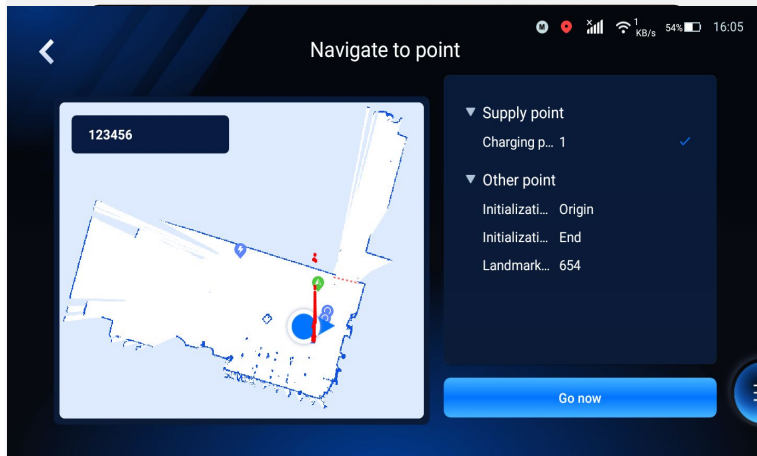 M
1
KB/s
54%
16:05
Navigate to point
123456
Supply point
Charging p... 1
Other point
Initializati... Origin
Initializati... End
Landmark... 654
Go now